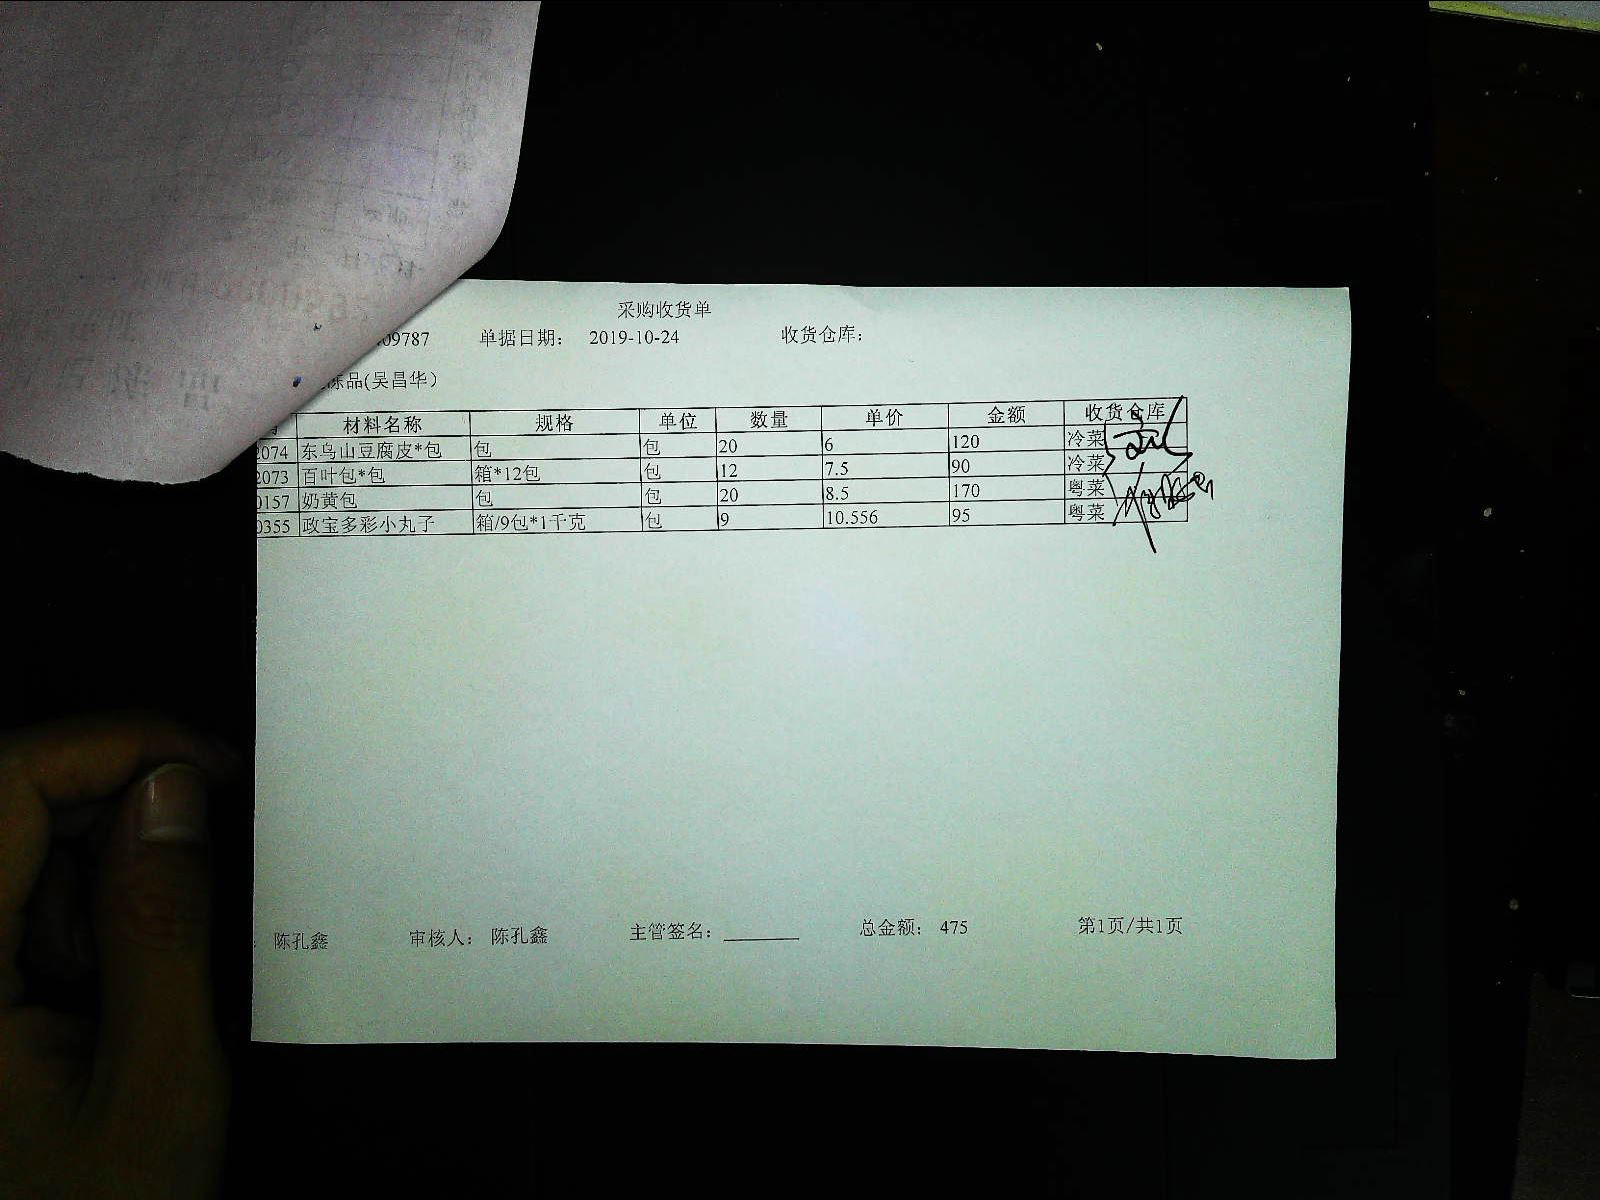 采购收货单
09787 单据日期： 2019-10-24 收货仓库：
冻品(吴昌华)
材料名称 规格 单位 数量 单价 金额 收货仓库
2074 东乌山豆腐皮*包 包 包 20 6 120 冷菜
2073 百叶包*包 箱*12包 包 12 7.5 90 冷菜
0157 奶黄包 包 包 20 8.5 170 粤菜
0355 政宝多彩小丸子 箱/9包*1千克 包 9 10.556 95 粤菜
陈孔鑫 审核人： 陈孔鑫 主管签名： 总金额： 475 第1页/共1页